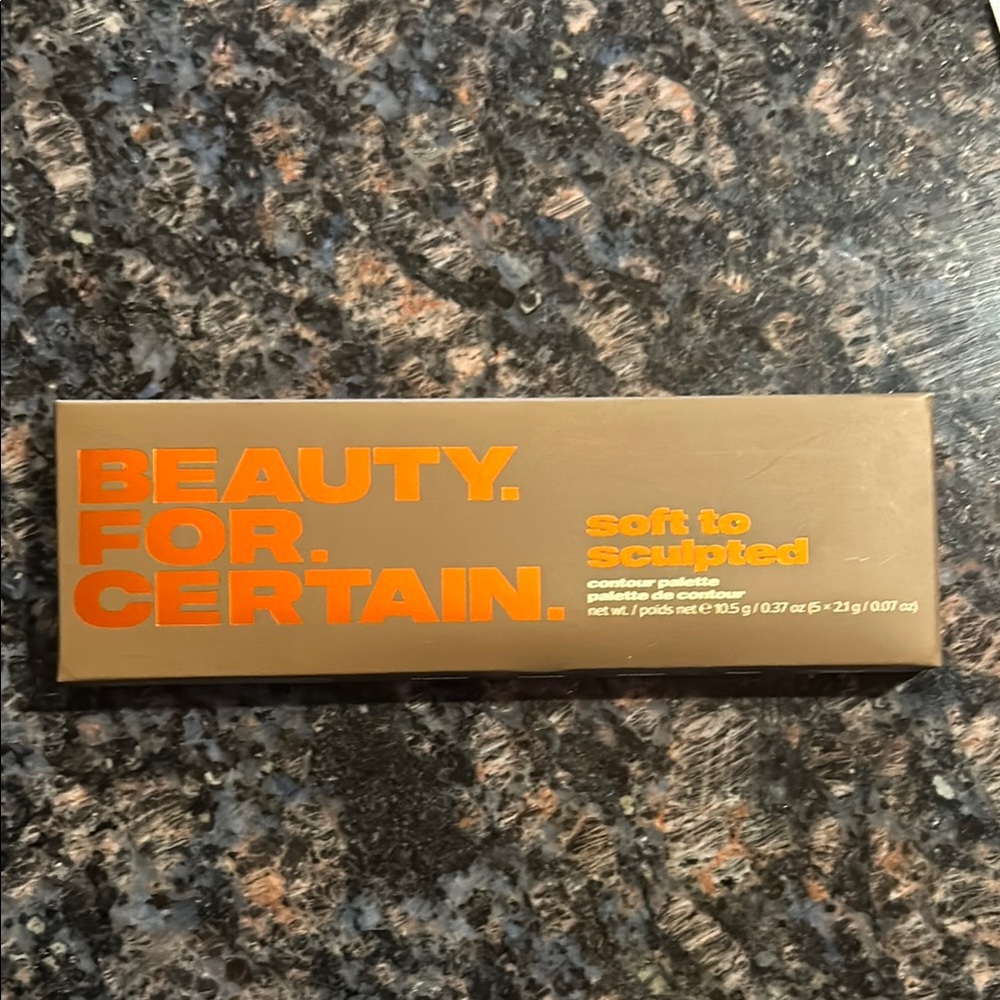 BEAUTY.
FOR.
CERTAIN.
soft to
sculpted
contour palette
palette de contour
net wt. / poids net ℮ 10.5 g / 0.37 oz (5 × 2.1 g / 0.07 oz)